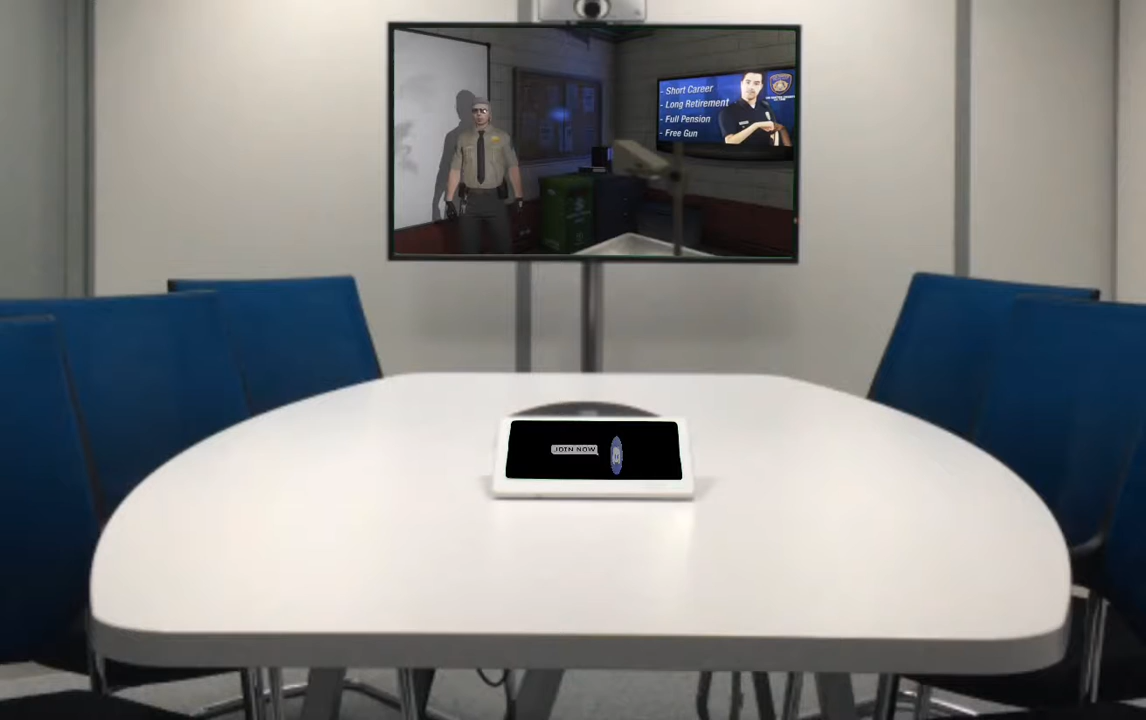 - Short Career
- Long Retirement
- Full Pension
- Free Gun
JOIN NOW